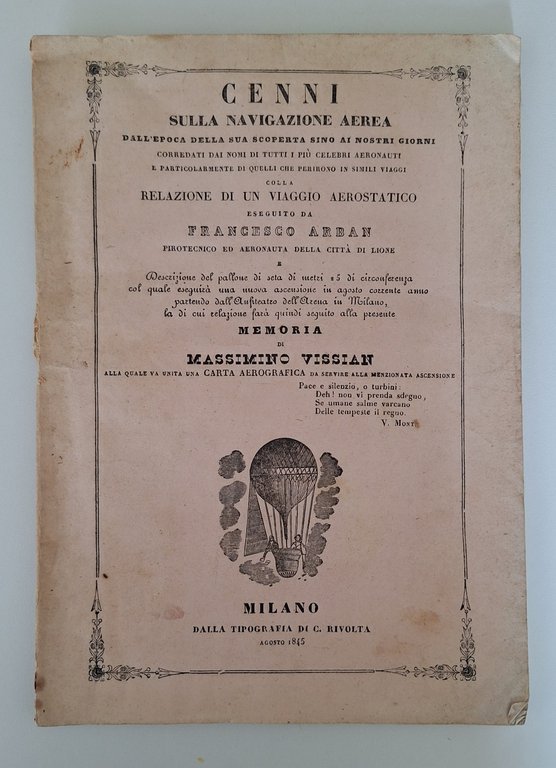 CENNI
SULLA NAVIGAZIONE AEREA
DALL'EPOCA DELLA SUA SCOPERTA SINO AI NOSTRI GIORNI
CORREDATI DAI NOMI DI TUTTI I PIÙ CELEBRI AERONAUTI
E PARTICOLARMENTE DI QUELLI CHE PERIRONO IN SIMILI VIAGGI
COLLA
RELAZIONE DI UN VIAGGIO AEROSTATICO
ESEGUITO DA
FRANCESCO ARBAN
PIROTECNICO ED AERONAUTA DELLA CITTÀ DI LIONE
E
Descrizione del pallone di seta di metri 45 di circonferenza
col quale eseguirà una nuova ascensione in agosto corrente anno
partendo dall'Anfiteatro dell'Arena in Milano,
la di cui relazione farà quindi seguito alla presente
MEMORIA
DI
MASSIMINO VISSIAN
ALLA QUALE VA UNITA UNA CARTA AEROGRAFICA DA SERVIRE ALLA MENZIONATA ASCENSIONE
Pace e silenzio, o turbini:
Deh! non vi prenda sdegno,
Se umane salme varcano
Delle tempeste il regno.
V. Monti
MILANO
DALLA TIPOGRAFIA DI C. RIVOLTA
AGOSTO 1845